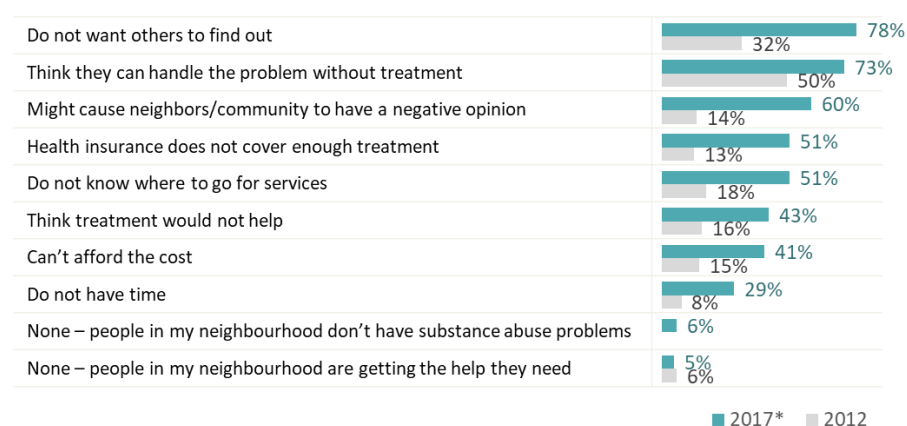 Do not want others to find out 78%
32%
Think they can handle the problem without treatment 73%
50%
Might cause neighbors/community to have a negative opinion 60%
14%
Health insurance does not cover enough treatment 51%
13%
Do not know where to go for services 51%
18%
Think treatment would not help 43%
16%
Can’t afford the cost 41%
15%
Do not have time 29%
8%
None – people in my neighbourhood don’t have substance abuse problems 6%
None – people in my neighbourhood are getting the help they need 5%
6%
2017* 2012